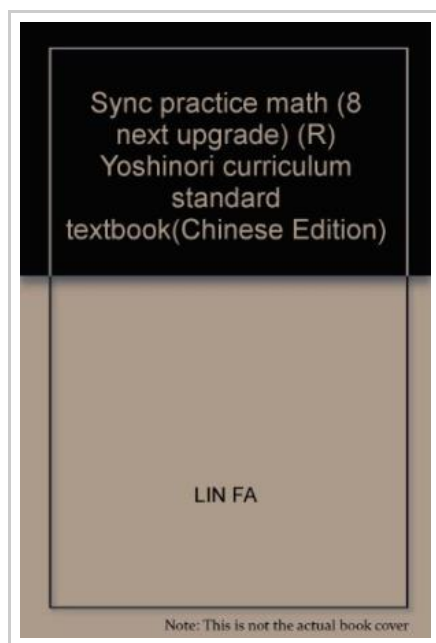 Sync practice math (8
next upgrade) (R)
Yoshinori curriculum
standard
textbook(Chinese Edition)
LIN FA
Note: This is not the actual book cover